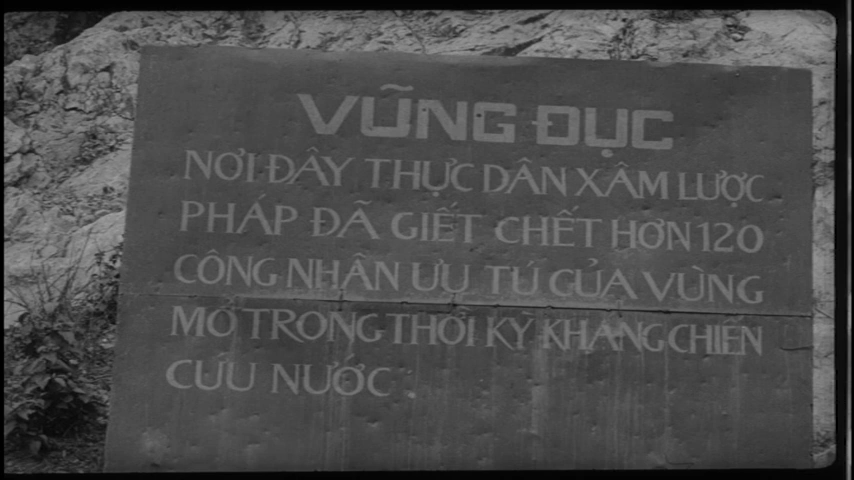 VŨNG ĐỤC
NƠI ĐÂY THỰC DÂN XÂM LƯỢC
PHÁP ĐÃ GIẾT CHẾT HƠN 120
CÔNG NHÂN ƯU TÚ CỦA VÙNG
MỎ TRONG THỜI KỲ KHÁNG CHIẾN
CỨU NƯỚC.